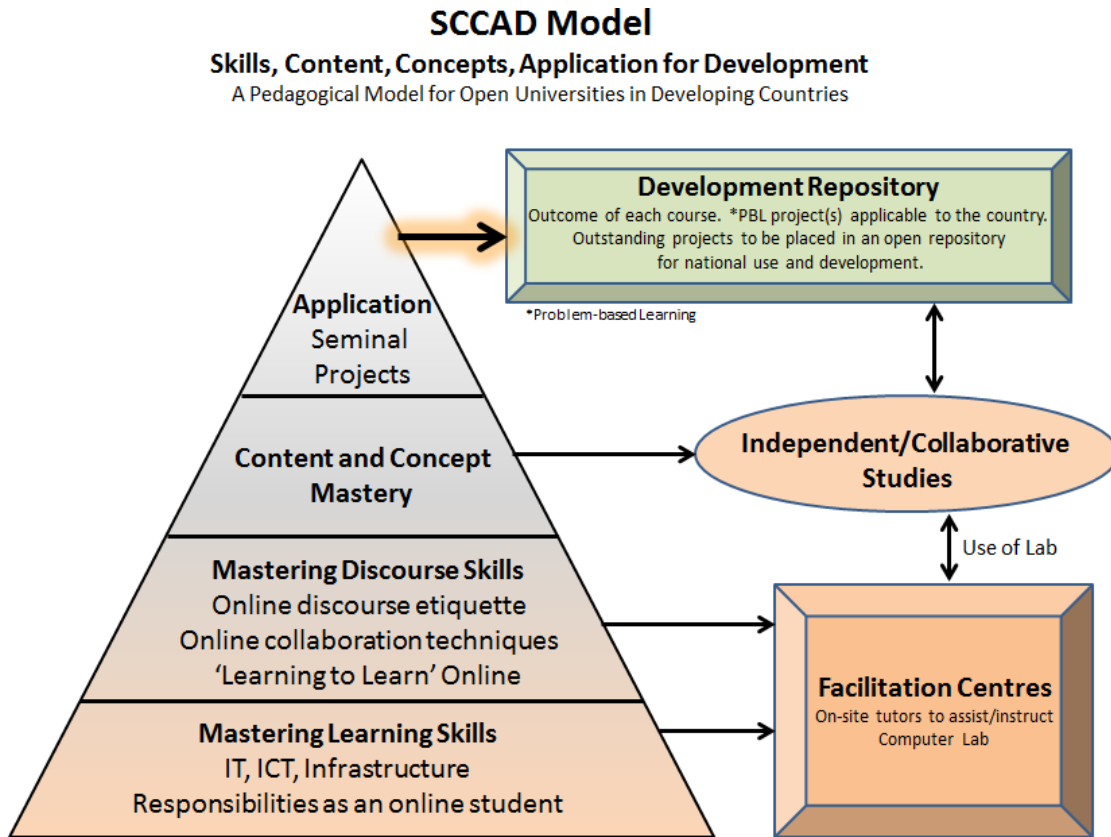 SCCAD Model
Skills, Content, Concepts, Application for Development
A Pedagogical Model for Open Universities in Developing Countries
Development Repository
Outcome of each course. *PBL project(s) applicable to the country.
Outstanding projects to be placed in an open repository
for national use and development.
*Problem-based Learning
Application
Seminal
Projects
Content and Concept
Mastery
Independent/Collaborative
Studies
Use of Lab
Mastering Discourse Skills
Online discourse etiquette
Online collaboration techniques
‘Learning to Learn’ Online
Facilitation Centres
On-site tutors to assist/instruct
Computer Lab
Mastering Learning Skills
IT, ICT, Infrastructure
Responsibilities as an online student